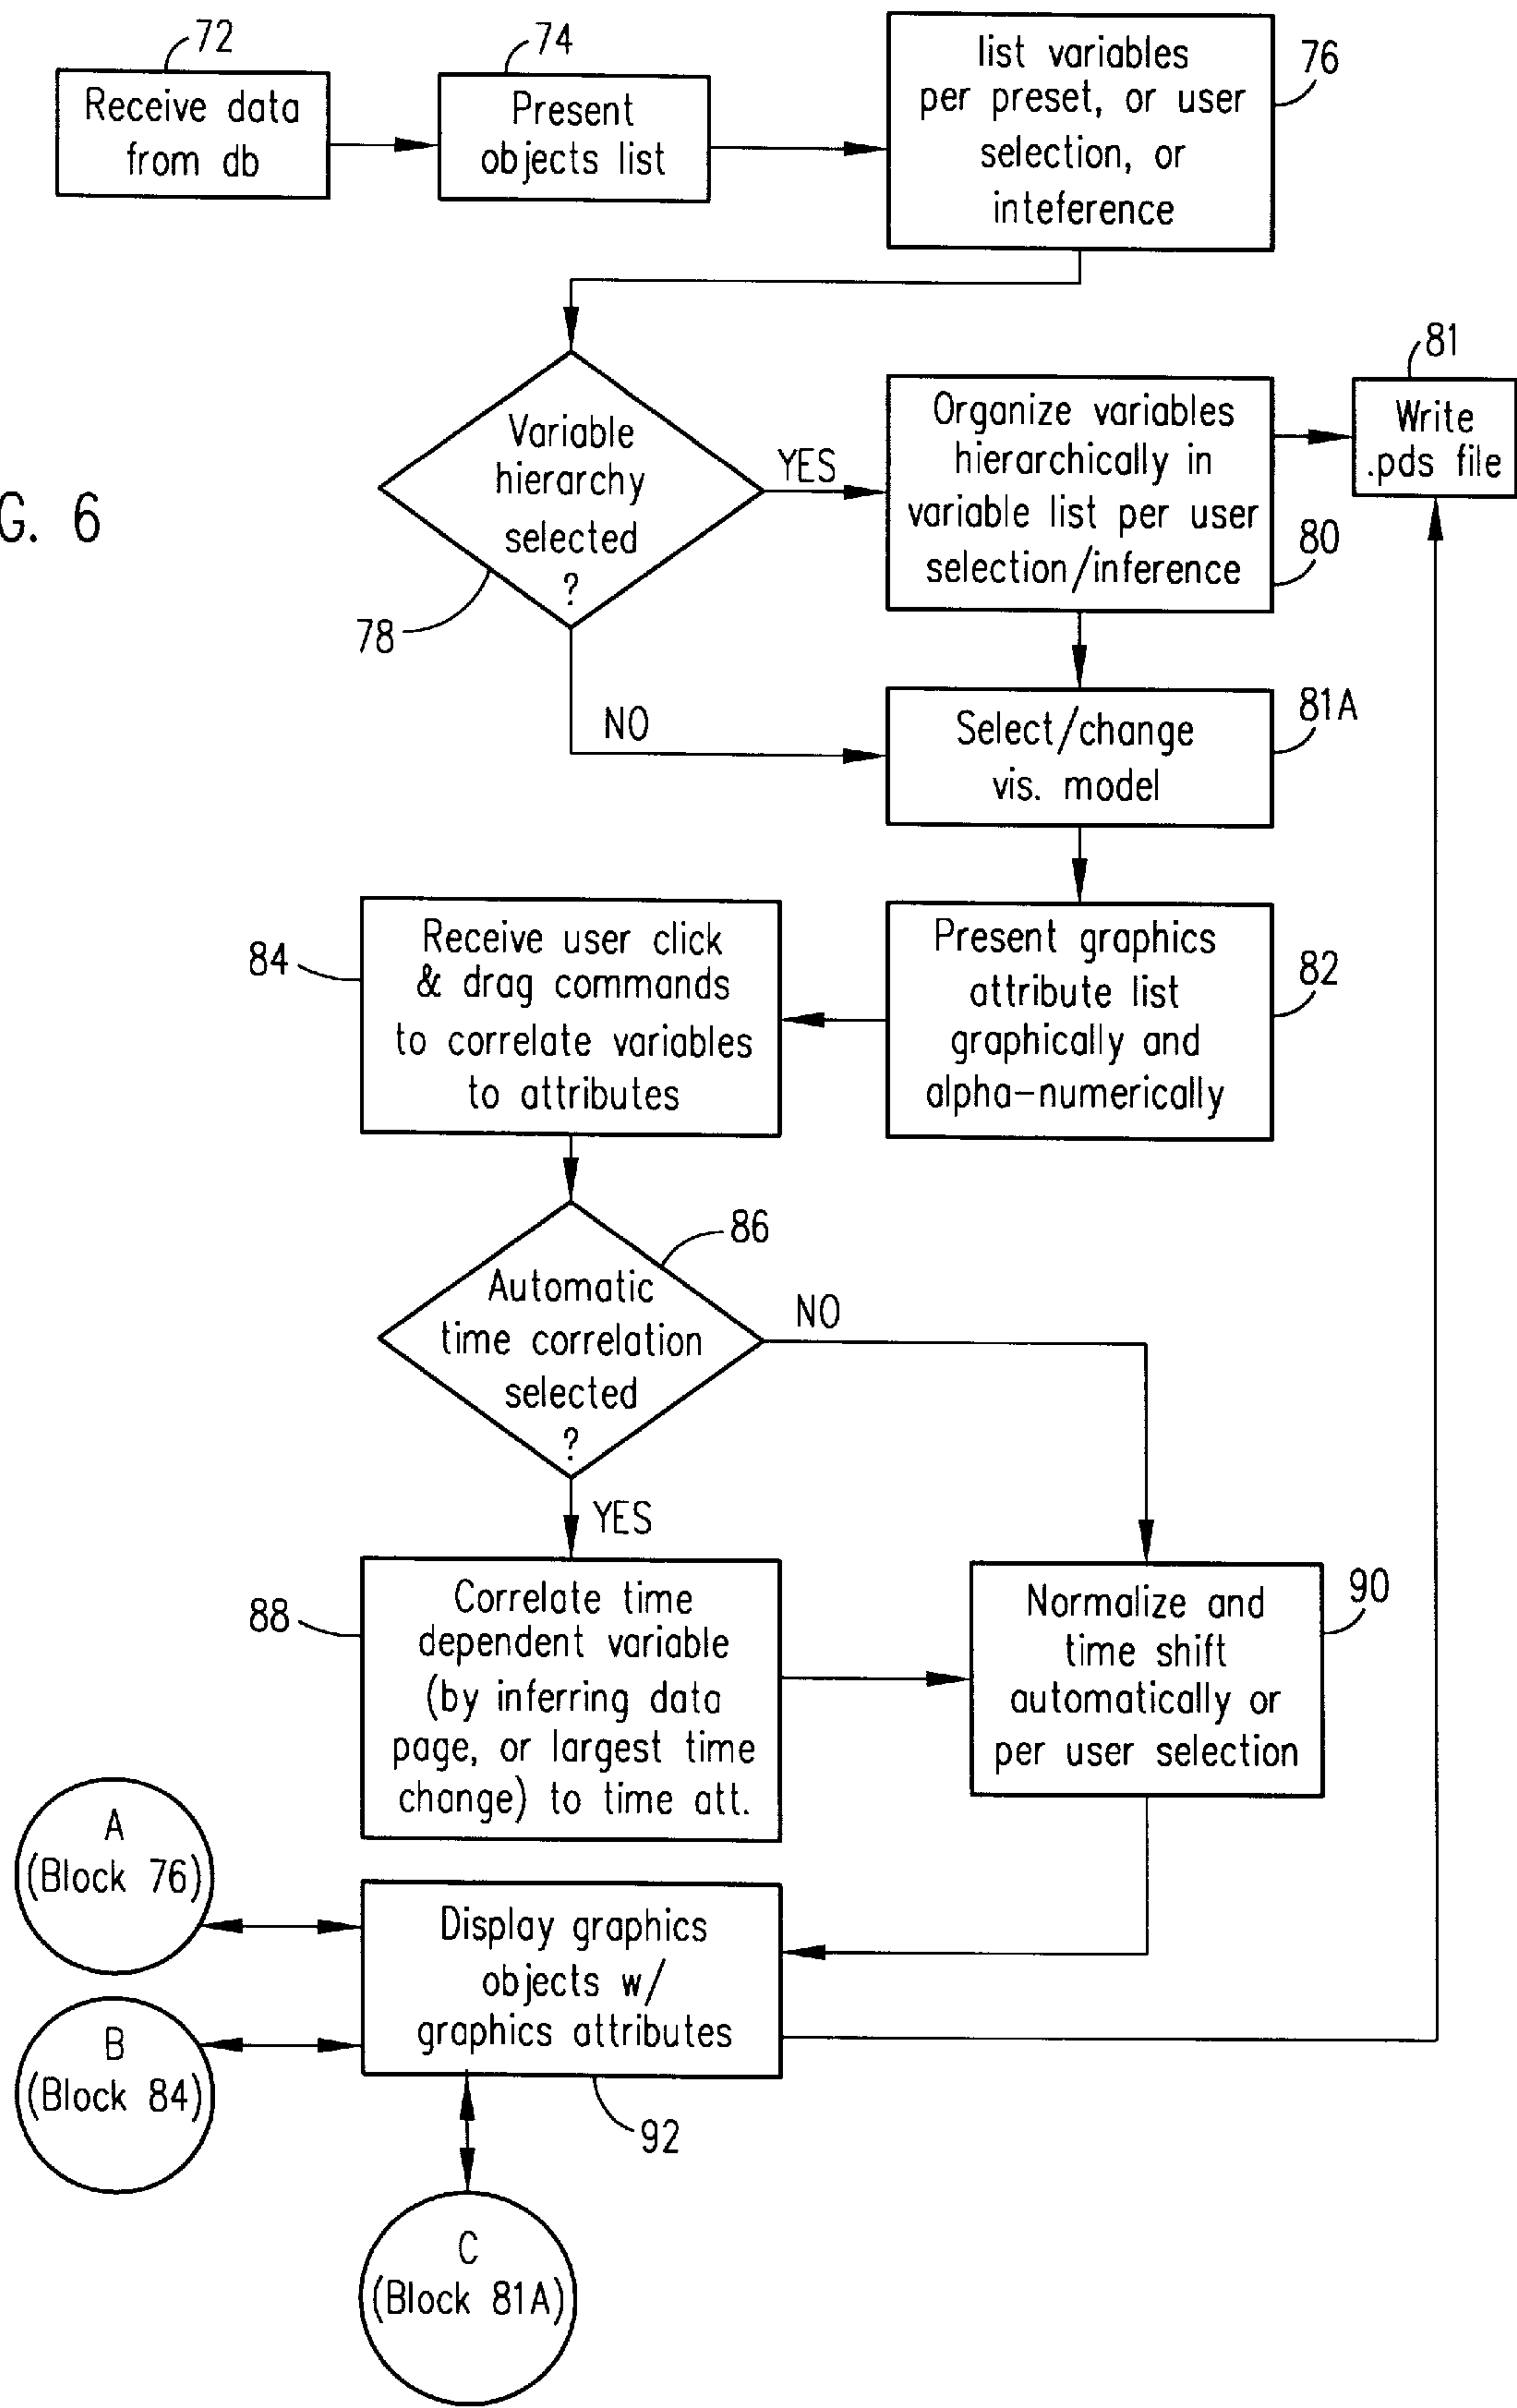 72
Receive data
from db
74
Present
objects list
76
list variables
per preset, or user
selection, or
inteference
G. 6
78
Variable
hierarchy
selected
?
YES
NO
80
Organize variables
hierarchically in
variable list per user
selection/inference
81
Write
.pds file
81A
Select/change
vis. model
82
Present graphics
attribute list
graphically and
alpha-numerically
84
Receive user click
& drag commands
to correlate variables
to attributes
86
Automatic
time correlation
selected
?
NO
YES
88
Correlate time
dependent variable
(by inferring data
page, or largest time
change) to time att.
90
Normalize and
time shift
automatically or
per user selection
A
(Block 76)
B
(Block 84)
Display graphics
objects w/
graphics attributes
92
C
(Block 81A)